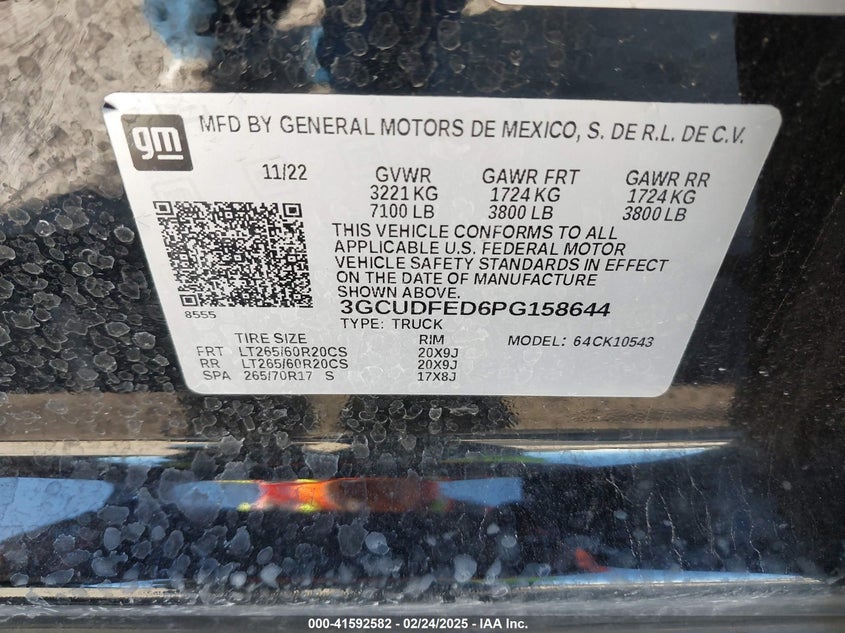 gm
MFD BY GENERAL MOTORS DE MEXICO, S. DE R.L. DE C.V.
11/22 GVWR GAWR FRT GAWR RR
3221 KG 1724 KG 1724 KG
7100 LB 3800 LB 3800 LB
THIS VEHICLE CONFORMS TO ALL
APPLICABLE U.S. FEDERAL MOTOR
VEHICLE SAFETY STANDARDS IN EFFECT
ON THE DATE OF MANUFACTURE
SHOWN ABOVE.
8555
3GCUDFED6PG158644
TYPE: TRUCK MODEL: 64CK10543
TIRE SIZE RIM
FRT LT265/60R20CS 20X9J
RR LT265/60R20CS 20X9J
SPA 265/70R17 S 17X8J
000-41592582 - 02/24/2025 - IAA Inc.